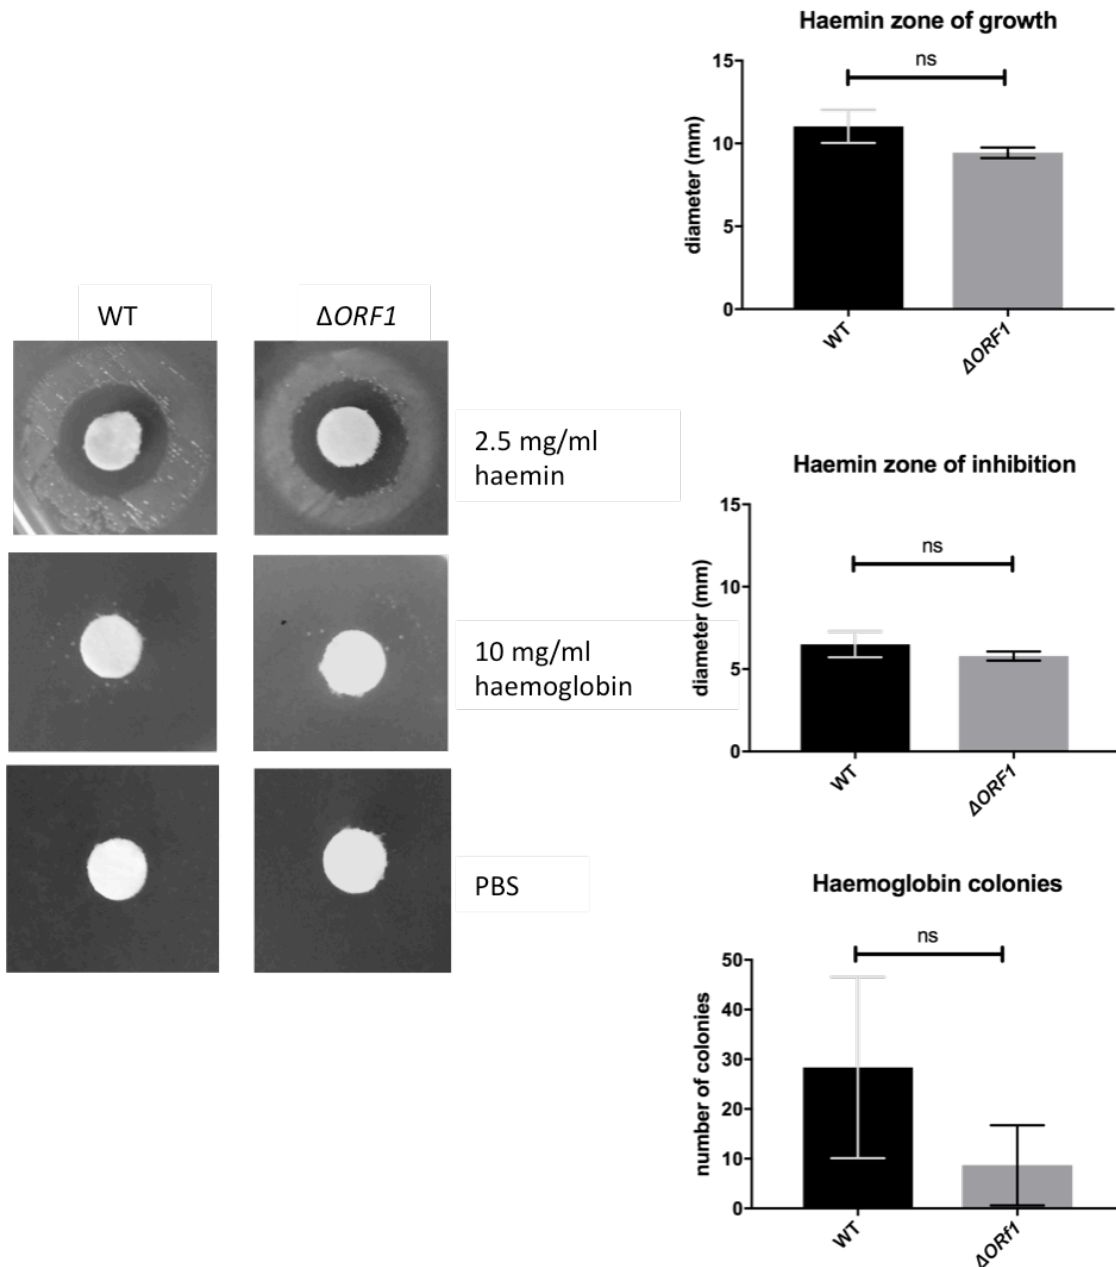 WT
ΔORF1
2.5 mg/ml
haemin
10 mg/ml
haemoglobin
PBS
Haemin zone of growth
ns
15
10
5
0
diameter (mm)
WT
ΔORF1
Haemin zone of inhibition
ns
15
10
5
0
diameter (mm)
WT
ΔORF1
Haemoglobin colonies
ns
50
40
30
20
10
0
number of colonies
WT
ΔORf1